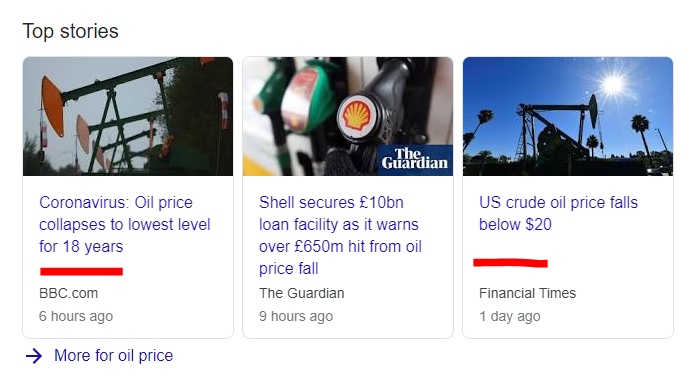 Top stories
The
Guardian
Coronavirus: Oil price
collapses to lowest level
for 18 years
BBC.com
6 hours ago
Shell secures £10bn
loan facility as it warns
over £650m hit from oil
price fall
The Guardian
9 hours ago
US crude oil price falls
below $20
Financial Times
1 day ago
More for oil price